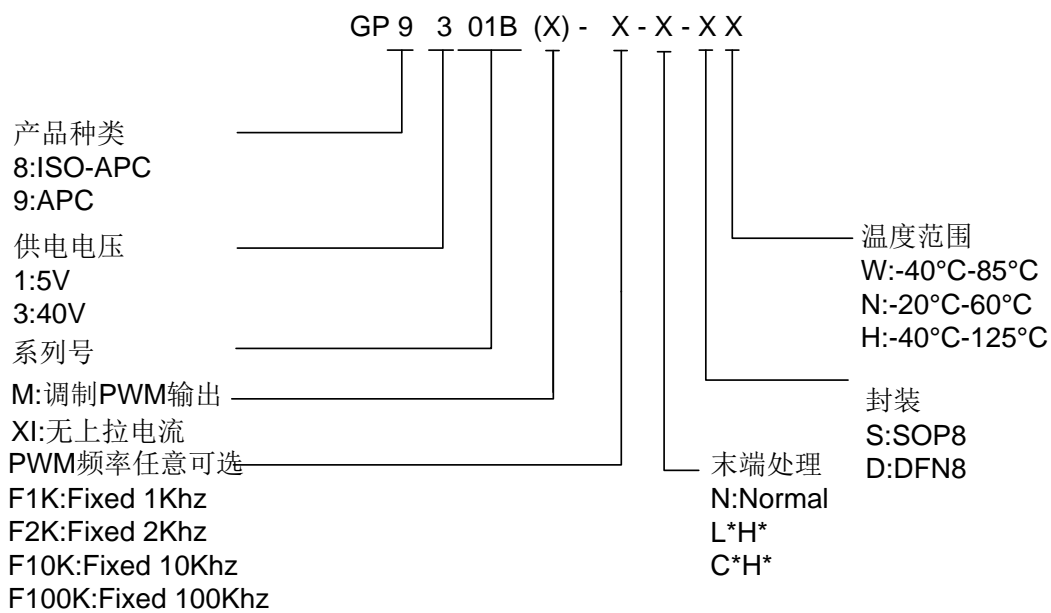 GP 9 3 01B (X) - X - X - X X
产品种类
8:ISO-APC
9:APC
供电电压
1:5V
3:40V
系列号
M:调制PWM输出
XI:无上拉电流
PWM频率任意可选
F1K:Fixed 1Khz
F2K:Fixed 2Khz
F10K:Fixed 10Khz
F100K:Fixed 100Khz
末端处理
N:Normal
L*H*
C*H*
温度范围
W:-40°C-85°C
N:-20°C-60°C
H:-40°C-125°C
封装
S:SOP8
D:DFN8